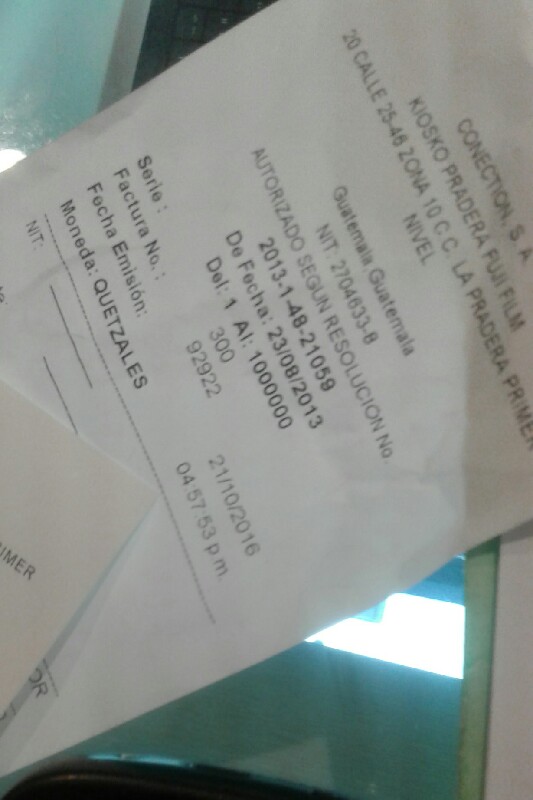 CONECTION, S. A
KIOSKO PRADERA FUJI FILM
20 CALLE 25-46 ZONA 10 C.C. LA PRADERA PRIMER
NIVEL
Guatemala Guatemala
NIT: 2704633-8
AUTORIZADO SEGUN RESOLUCION No.
2013-1-48-21059
De Fecha: 23/08/2013
Del: 1 Al: 1000000
Serie : 300
Factura No. : 92922
Fecha Emisión: 21/10/2016
Moneda: QUETZALES 04:57:53 p m.
NIT:
OR